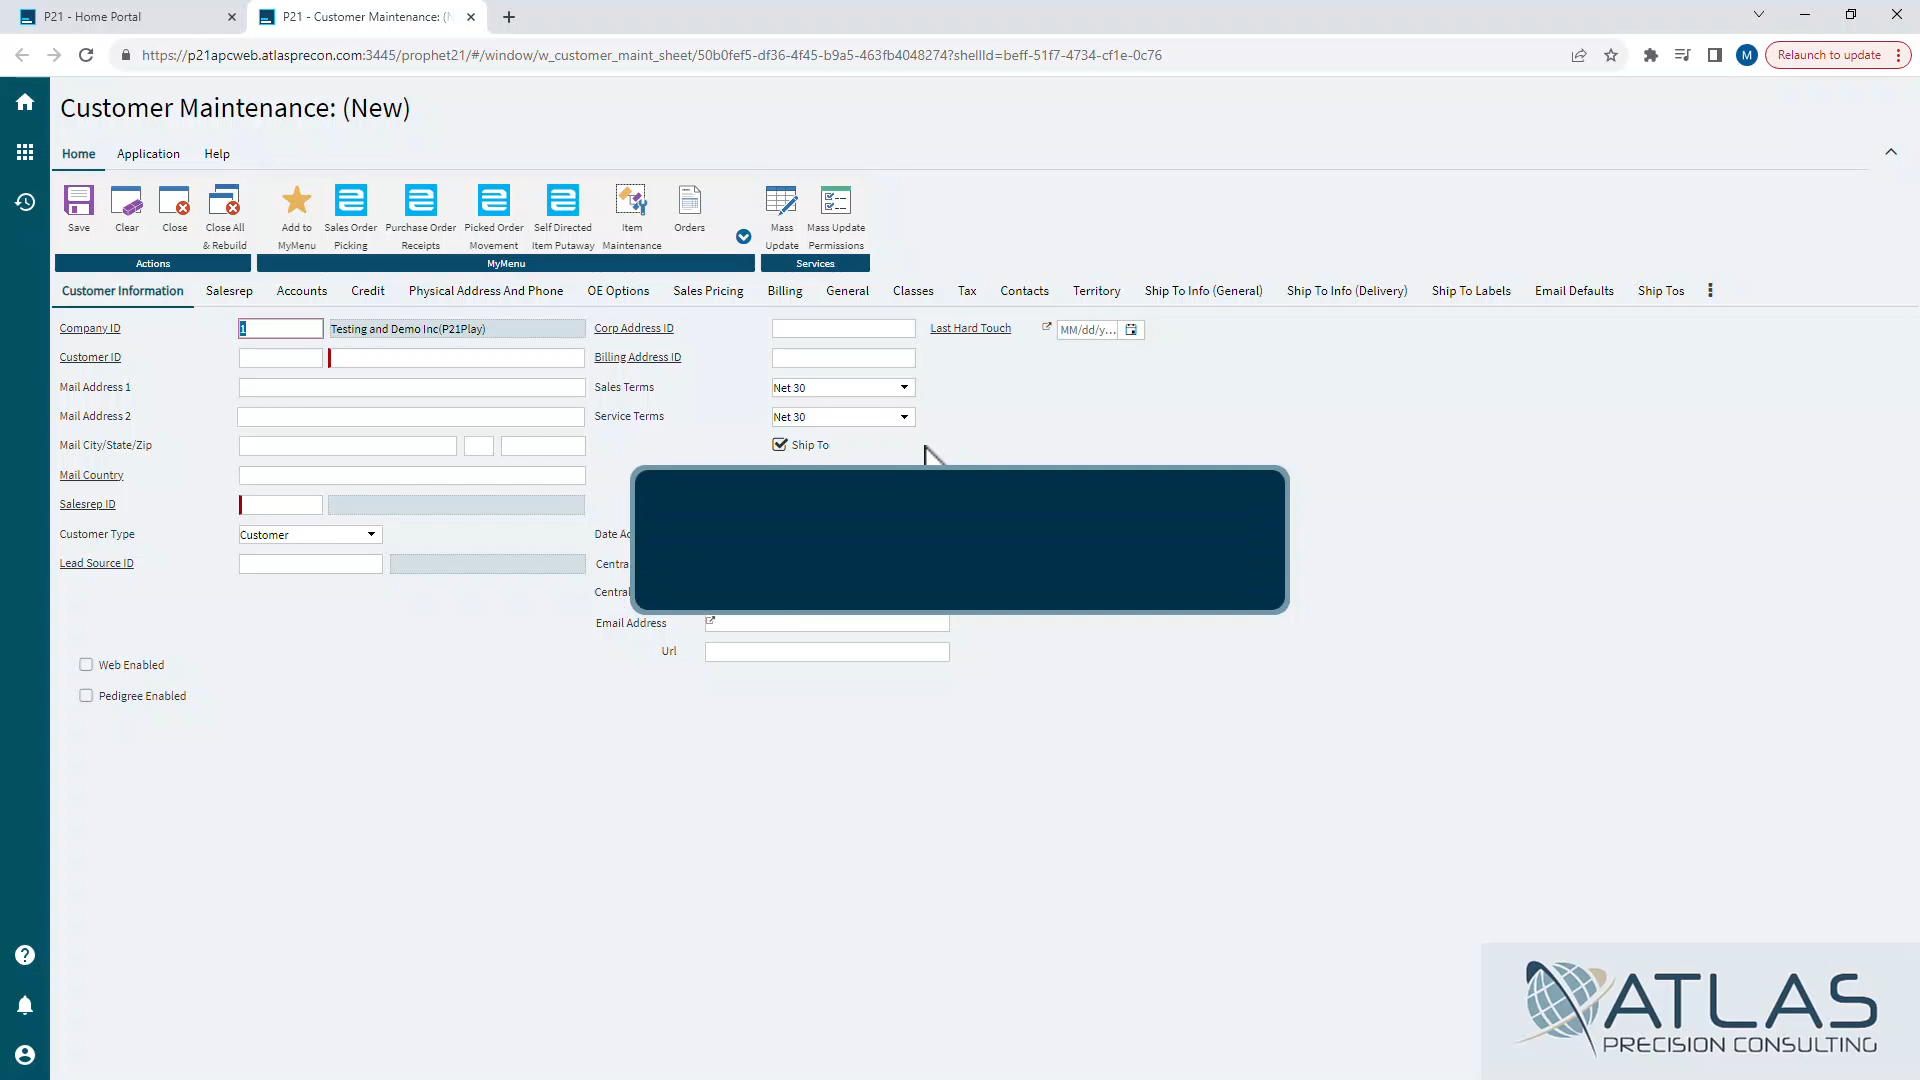 P21 - Home Portal
P21 - Customer Maintenance: (
https://p21apcweb.atlasprecon.com:3445/prophet21/#/window/w_customer_maint_sheet/50b0fef5-df36-4f45-b9a5-463fb4048274?shellId=beff-51f7-4734-cf1e-0c76
M
Relaunch to update
Customer Maintenance: (New)
Home Application Help
Save
Clear
Close
Close All & Rebuild
Add to MyMenu
Sales Order Picking
Purchase Order Receipts
Picked Order Movement
Self Directed Item Putaway
Item Maintenance
Orders
Mass Update
Mass Update Permissions
Actions MyMenu Services
Customer Information Salesrep Accounts Credit Physical Address And Phone OE Options Sales Pricing Billing General Classes Tax Contacts Territory Ship To Info (General) Ship To Info (Delivery) Ship To Labels Email Defaults Ship Tos
Company ID 1 Testing and Demo Inc(P21Play) Corp Address ID Last Hard Touch MM/dd/y...
Customer ID Billing Address ID
Mail Address 1 Sales Terms Net 30
Mail Address 2 Service Terms Net 30
Mail City/State/Zip Ship To
Mail Country
Salesrep ID
Customer Type Customer Date Ac
Lead Source ID Centra
Central
Email Address
Url
Web Enabled
Pedigree Enabled
ATLAS
PRECISION CONSULTING